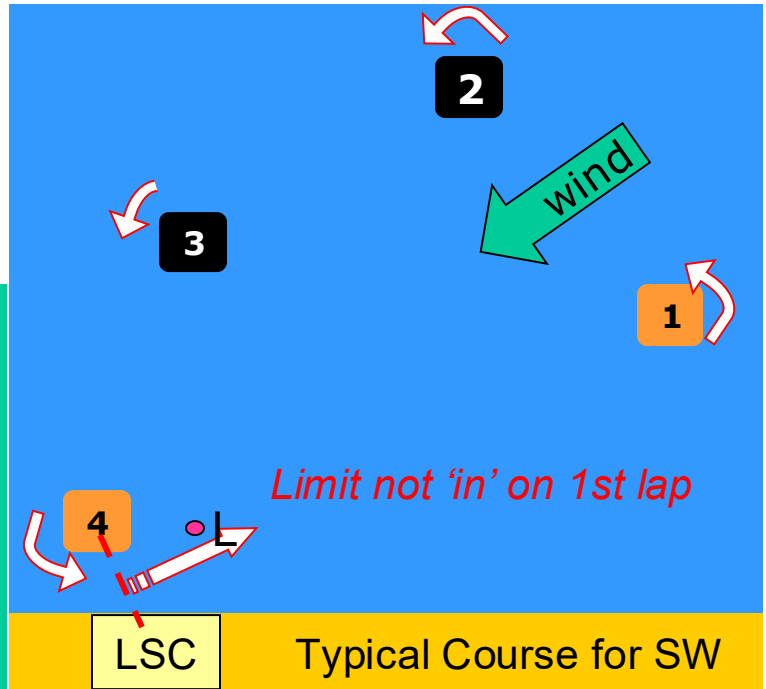 2
wind
3
1
Limit not ‘in’ on 1st lap
4
L
LSC
Typical Course for SW